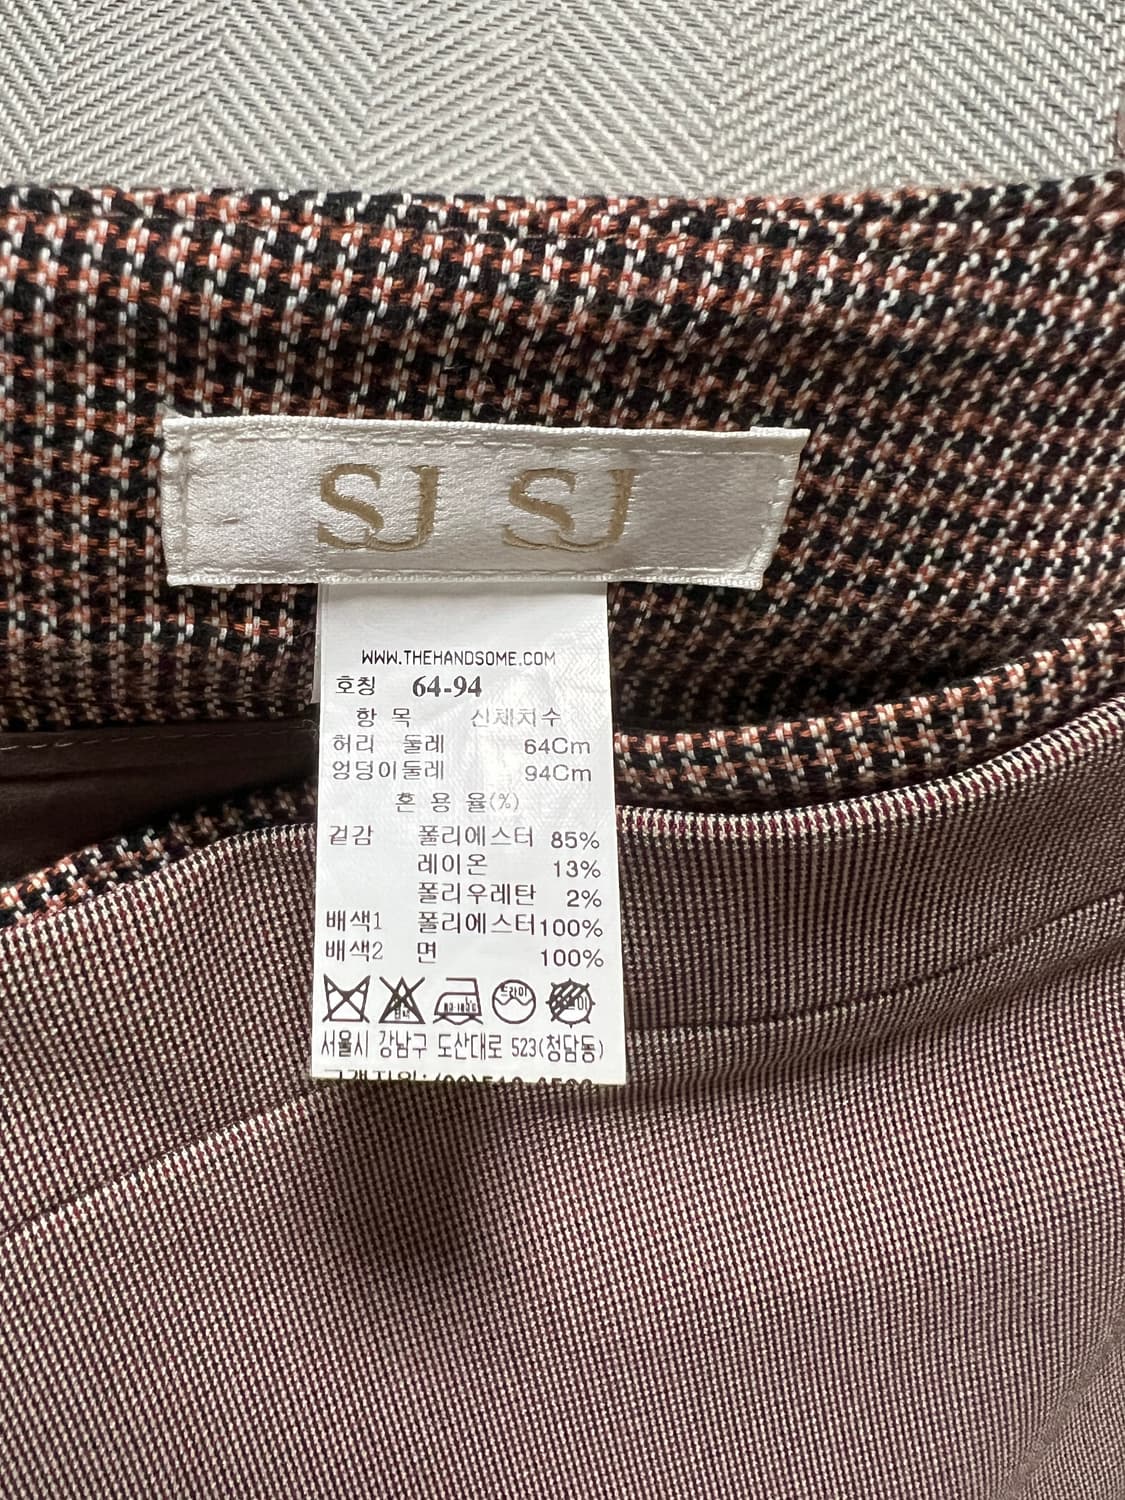 SJ SJ
WWW.THEHANDSOME.COM
호칭 64-94
항 목 신체치수
허리 둘레 64Cm
엉덩이둘레 94Cm
혼 용 율(%)
겉감 폴리에스터 85%
레이온 13%
폴리우레탄 2%
배색1 폴리에스터100%
배색2 면 100%
드라이
서울시 강남구 도산대로 523(청담동)